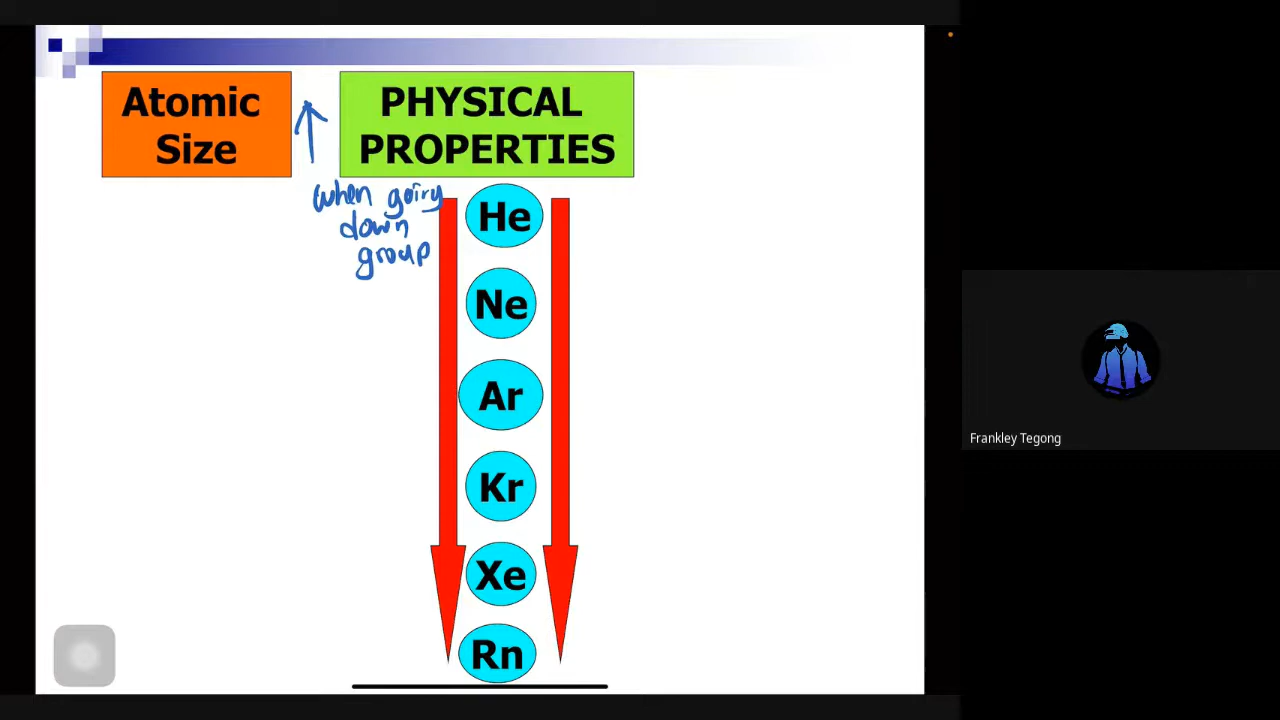 Atomic
Size
PHYSICAL
PROPERTIES
when going
down
group
He
Ne
Ar
Kr
Xe
Rn
Frankley Tegong